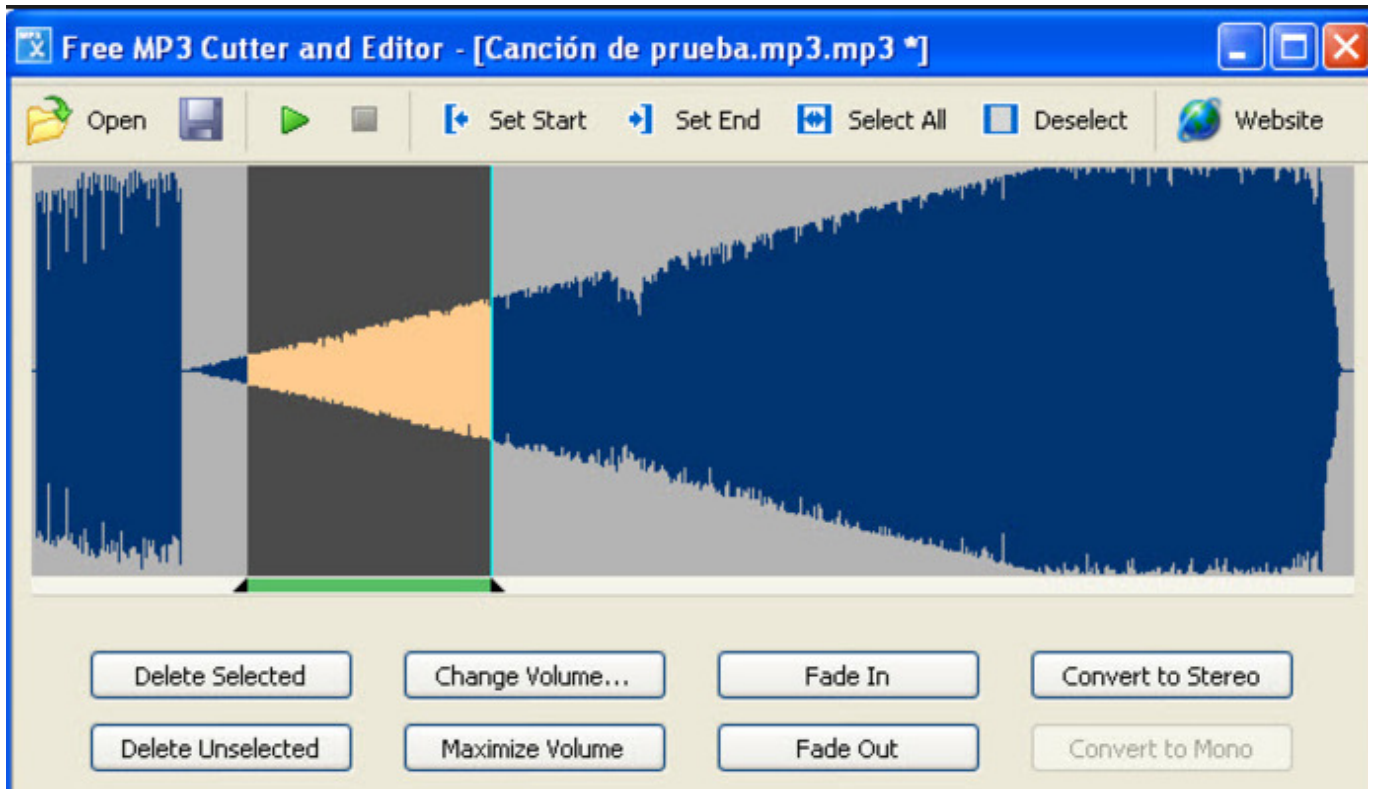 Free MP3 Cutter and Editor - [Canción de prueba.mp3.mp3 *]
Open Set Start Set End Select All Deselect Website
Delete Selected Change Volume... Fade In Convert to Stereo
Delete Unselected Maximize Volume Fade Out Convert to Mono